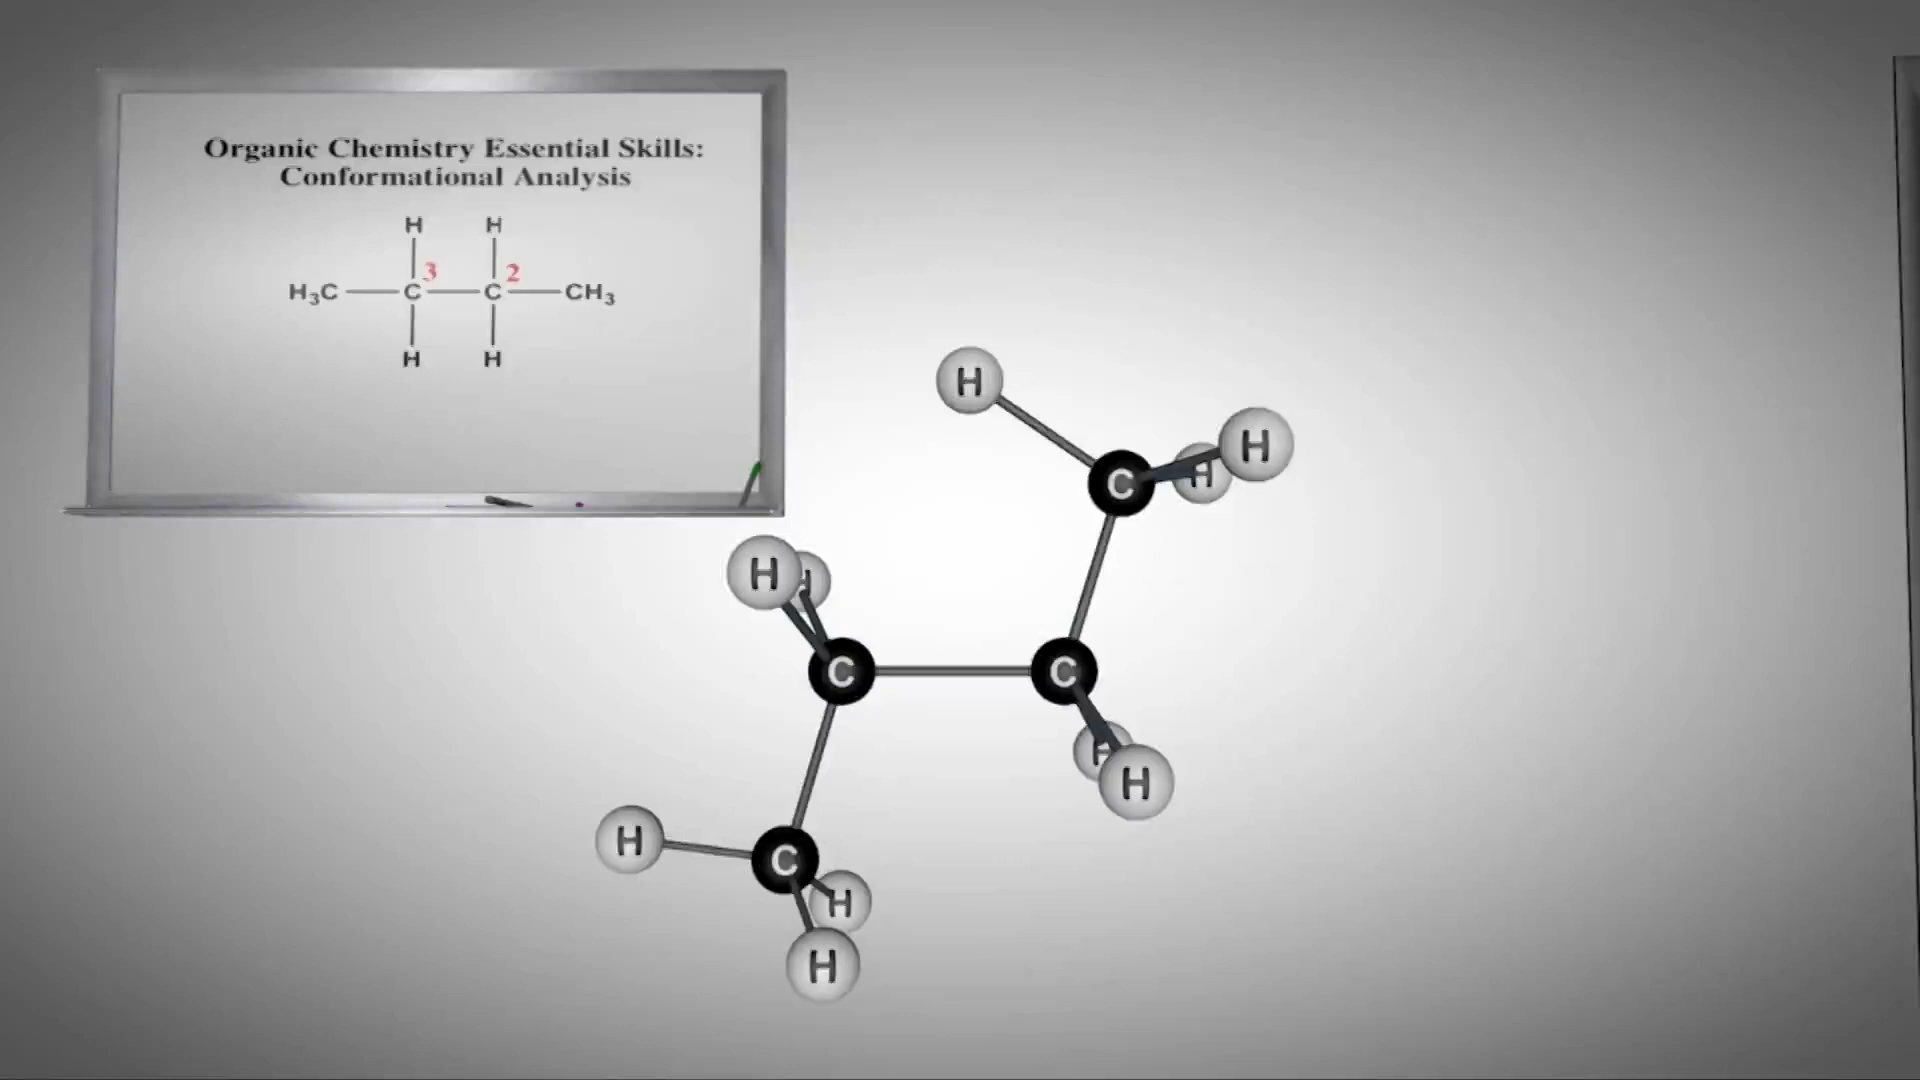 Organic Chemistry Essential Skills:
Conformational Analysis
H H
3 2
H₃C C C CH₃
H H
H
H
C H
H H
C C
H
H
H C
H
H